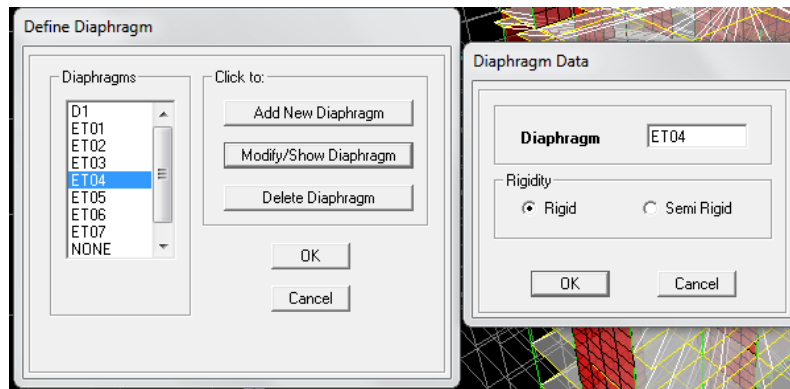 Define Diaphragm
Diaphragms
D1
ET01
ET02
ET03
ET04
ET05
ET06
ET07
NONE
Click to:
Add New Diaphragm
Modify/Show Diaphragm
Delete Diaphragm
OK
Cancel
Diaphragm Data
Diaphragm ET04
Rigidity
Rigid Semi Rigid
OK Cancel